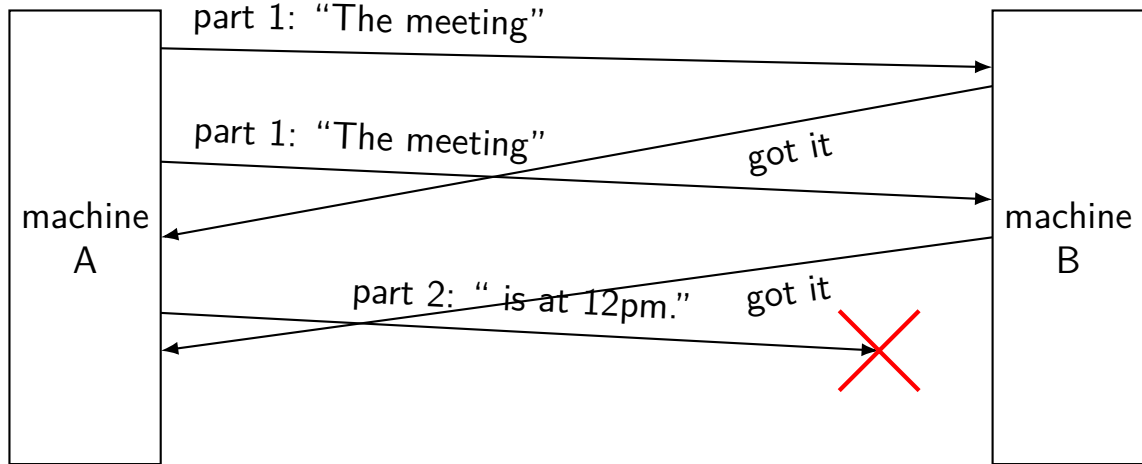 part 1: “The meeting”
part 1: “The meeting”
got it
machine
A
machine
B
part 2: “ is at 12pm.”
got it